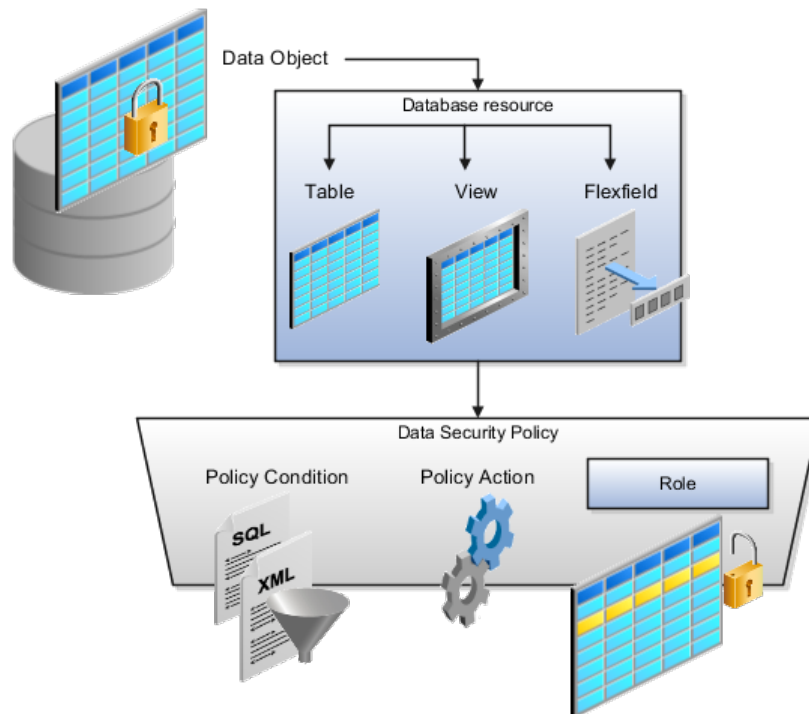 Data Object
Database resource
Table
View
Flexfield
Data Security Policy
Policy Condition
Policy Action
Role
SQL
XML